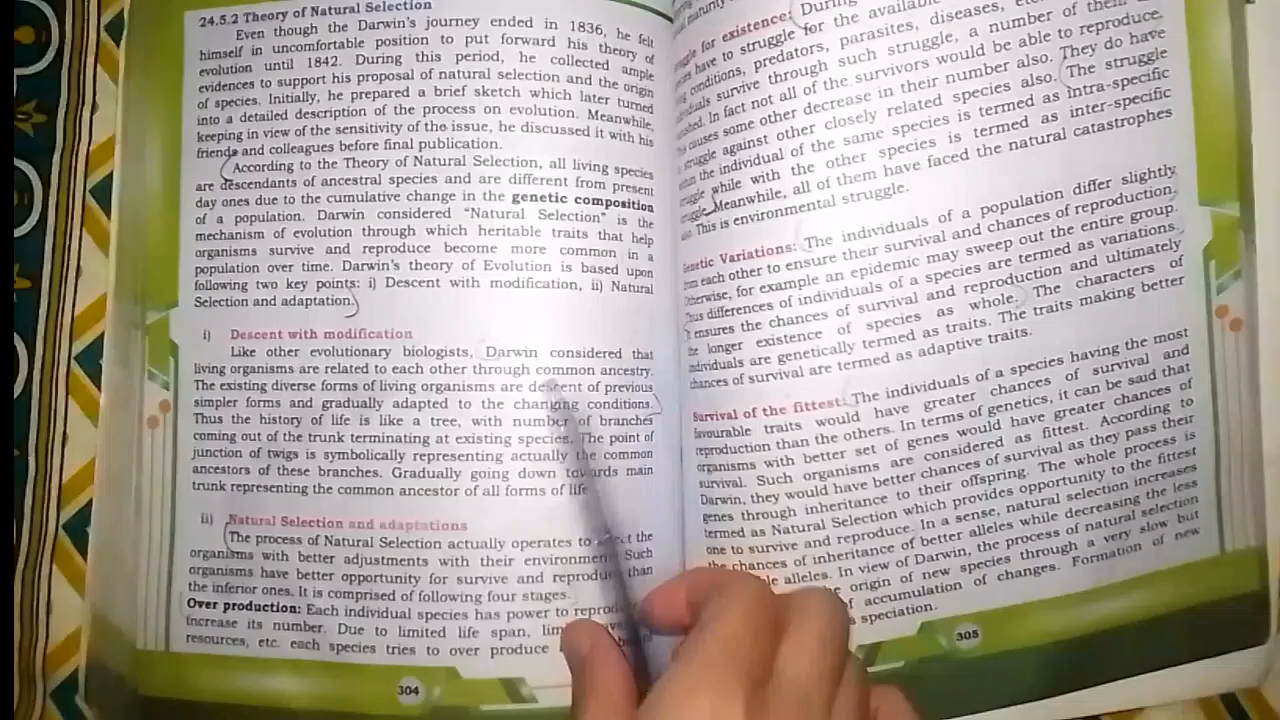 24.5.2 Theory of Natural Selection
Even though the Darwin's journey ended in 1836, he felt
himself in uncomfortable position to put forward his theory of
evolution until 1842. During this period, he collected ample
evidences to support his proposal of natural selection and the origin
of species. Initially, he prepared a brief sketch which later turned
into a detailed description of the process on evolution. Meanwhile,
keeping in view of the sensitivity of the issue, he discussed it with his
friends and colleagues before final publication.
According to the Theory of Natural Selection, all living species
are descendants of ancestral species and are different from present
day ones due to the cumulative change in the genetic composition
of a population. Darwin considered "Natural Selection" is the
mechanism of evolution through which heritable traits that help
organisms survive and reproduce become more common in a
population over time. Darwin's theory of Evolution is based upon
following two key points: i) Descent with modification, ii) Natural
Selection and adaptation.
i) Descent with modification
Like other evolutionary biologists, Darwin considered that
living organisms are related to each other through common ancestry.
The existing diverse forms of living organisms are descent of previous
simpler forms and gradually adapted to the changing conditions.
Thus the history of life is like a tree, with number of branches
coming out of the trunk terminating at existing species. The point of
junction of twigs is symbolically representing actually the common
ancestors of these branches. Gradually going down towards main
trunk representing the common ancestor of all forms of life
ii) Natural Selection and adaptations
The process of Natural Selection actually operates to the
organisms with better adjustments with their environment. Such
organisms have better opportunity for survive and reproduce than
the inferior ones. It is comprised of following four stages.
Over production: Each individual species has power to
increase its number. Due to limited life span,
resources, etc. each species tries to over produce
304
for existence: During
have to struggle for the available
conditions, predators, parasites, diseases,
survive through such struggle, a number of them
In fact not all of the survivors would be able to reproduce.
causes some other decrease in their number also. They do have
struggle against other closely related species also. The struggle
within the individual of the same species is termed as intra-specific
while with the other species is termed as inter-specific
Meanwhile, all of them have faced the natural catastrophes
This is environmental struggle.
Genetic Variations: The individuals of a population differ slightly
from each other to ensure their survival and chances of reproduction.
Otherwise, for example an epidemic may sweep out the entire group.
Thus differences of individuals of a species are termed as variations.
It ensures the chances of survival and reproduction and ultimately
the longer existence of species as whole. The characters of
individuals are genetically termed as traits. The traits making better
chances of survival are termed as adaptive traits.
Survival of the fittest: The individuals of a species having the most
favourable traits would have greater chances of survival and
reproduction than the others. In terms of genetics, it can be said that
organisms with better set of genes would have greater chances of
survival. Such organisms are considered as fittest. According to
Darwin, they would have better chances of survival as they pass their
genes through inheritance to their offspring. The whole process is
termed as Natural Selection which provides opportunity to the fittest
one to survive and reproduce. In a sense, natural selection increases
the chances of inheritance of better alleles while decreasing the less
alleles. In view of Darwin, the process of natural selection
origin of new species through a very slow but
accumulation of changes. Formation of new
speciation.
305